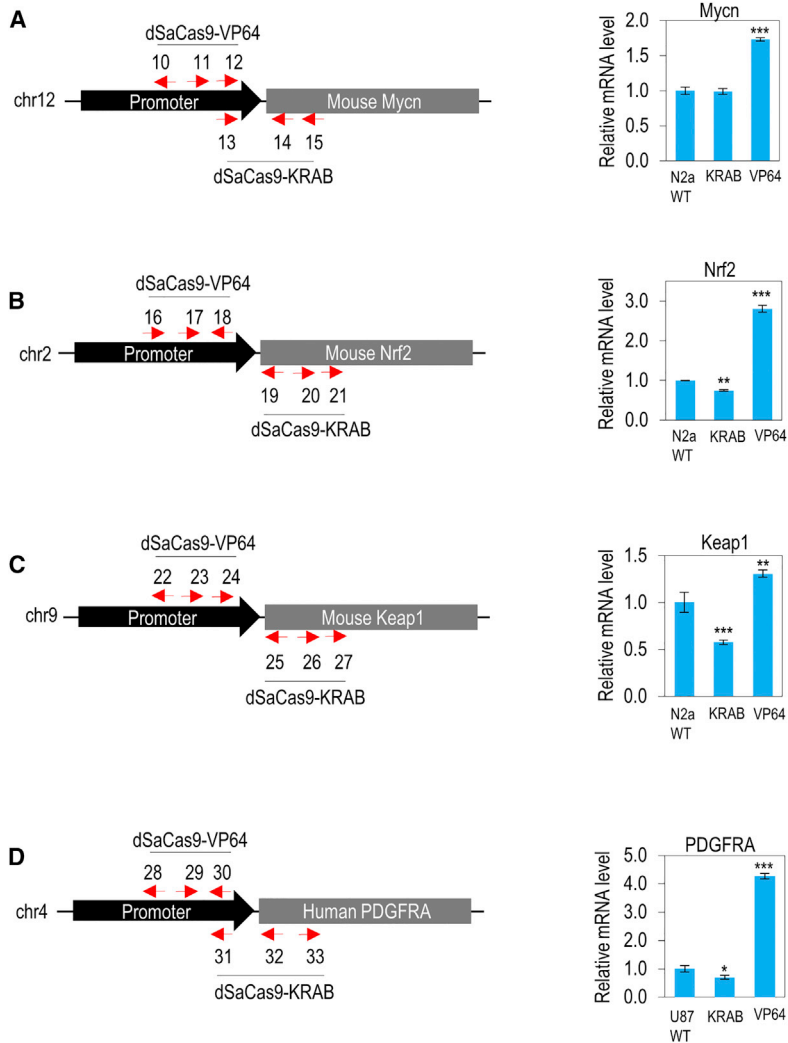 A
dSaCas9-VP64
10 11 12
chr12 Promoter Mouse Mycn
13 14 15
dSaCas9-KRAB
Mycn
Relative mRNA level
2.0
1.5
1.0
0.5
0.0
***
N2a WT KRAB VP64
B
dSaCas9-VP64
16 17 18
chr2 Promoter Mouse Nrf2
19 20 21
dSaCas9-KRAB
Nrf2
Relative mRNA level
3.0
2.0
1.0
0.0
** ***
N2a WT KRAB VP64
C
dSaCas9-VP64
22 23 24
chr9 Promoter Mouse Keap1
25 26 27
dSaCas9-KRAB
Keap1
Relative mRNA level
1.5
1.0
0.5
0.0
*** **
N2a WT KRAB VP64
D
dSaCas9-VP64
28 29 30
chr4 Promoter Human PDGFRA
31 32 33
dSaCas9-KRAB
PDGFRA
Relative mRNA level
5.0
4.0
3.0
2.0
1.0
0.0
* ***
U87 WT KRAB VP64